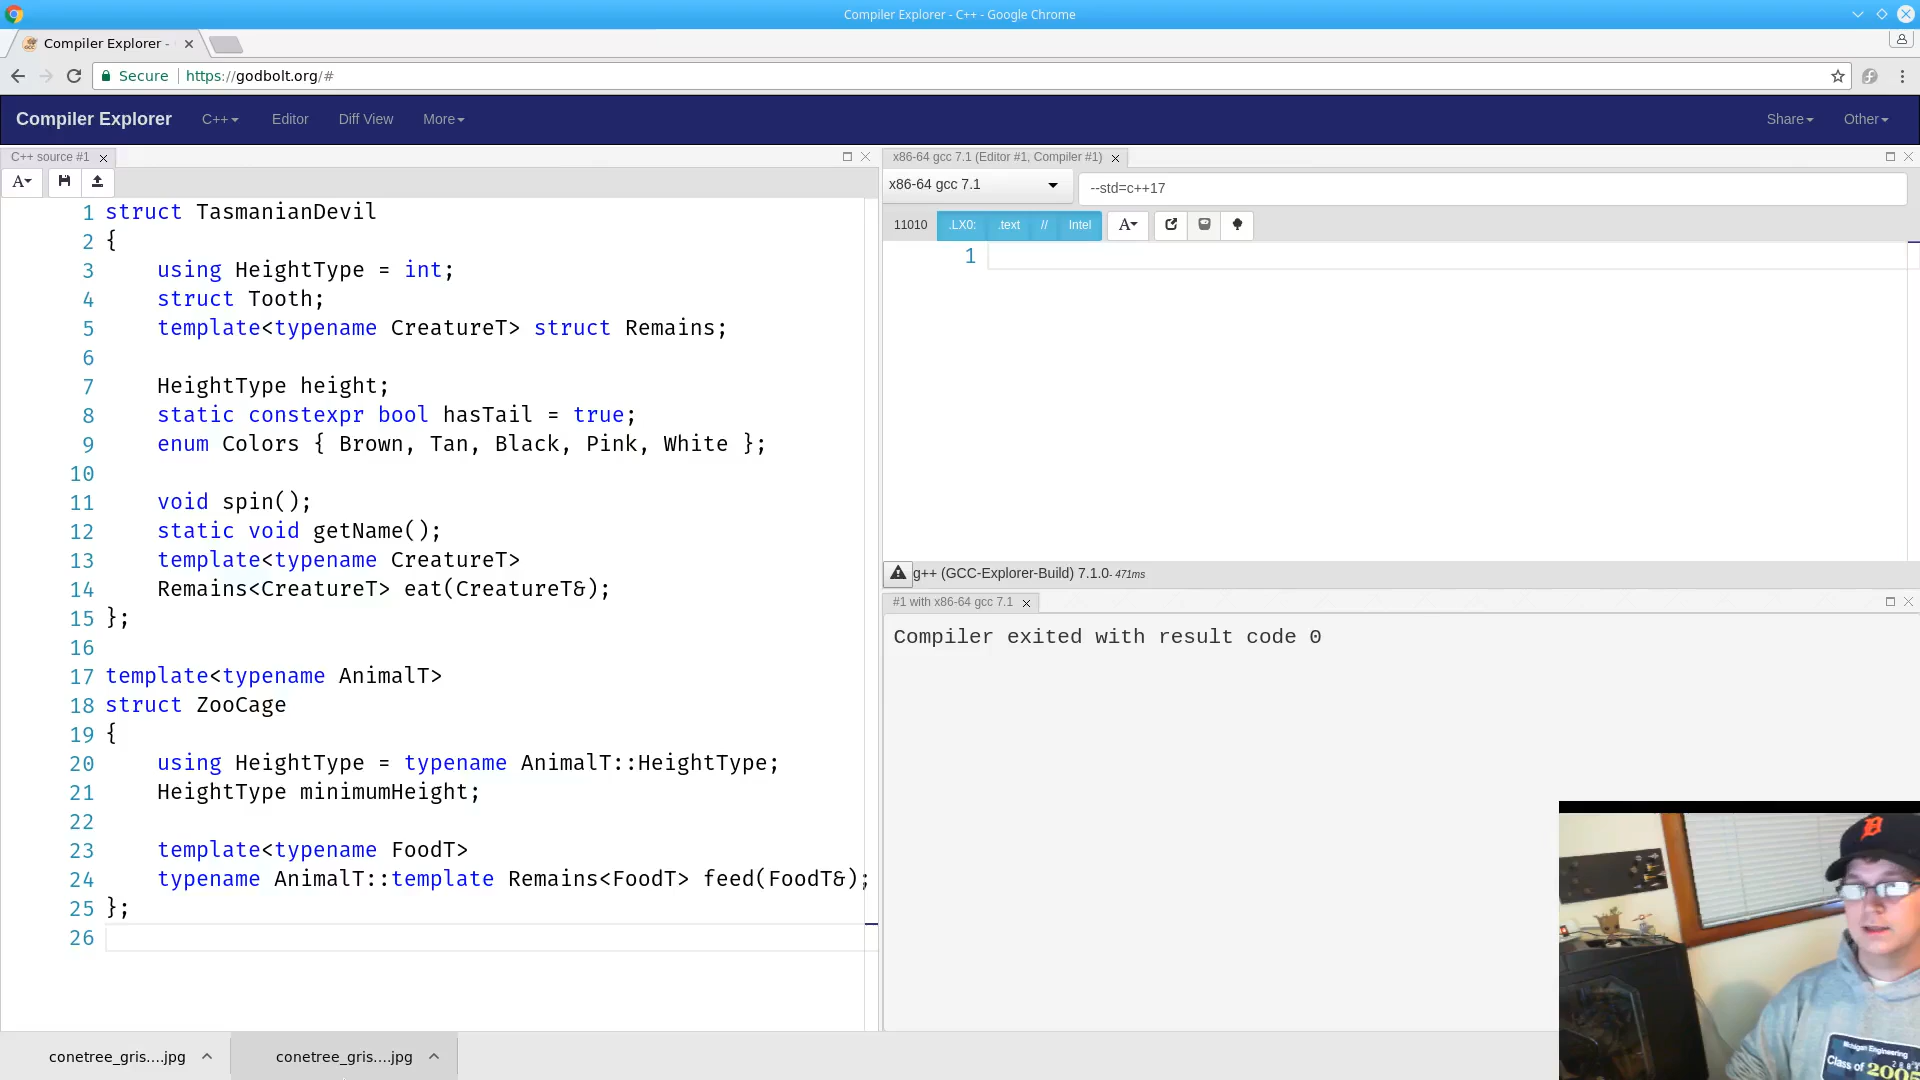 Compiler Explorer - C++ - Google Chrome
Compiler Explorer -
Secure https://godbolt.org/#
Compiler Explorer C++ Editor Diff View More Share Other
C++ source #1
A
1 struct TasmanianDevil
2 {
3 using HeightType = int;
4 struct Tooth;
5 template<typename CreatureT> struct Remains;
6
7 HeightType height;
8 static constexpr bool hasTail = true;
9 enum Colors { Brown, Tan, Black, Pink, White };
10
11 void spin();
12 static void getName();
13 template<typename CreatureT>
14 Remains<CreatureT> eat(CreatureT&);
15 };
16
17 template<typename AnimalT>
18 struct ZooCage
19 {
20 using HeightType = typename AnimalT::HeightType;
21 HeightType minimumHeight;
22
23 template<typename FoodT>
24 typename AnimalT::template Remains<FoodT> feed(FoodT&);
25 };
26
x86-64 gcc 7.1 (Editor #1, Compiler #1)
x86-64 gcc 7.1 --std=c++17
11010 .LX0: .text // Intel A
1
g++ (GCC-Explorer-Build) 7.1.0 - 471ms
#1 with x86-64 gcc 7.1
Compiler exited with result code 0
Michigan Engineering
Class of 2005
conetree_gris....jpg conetree_gris....jpg